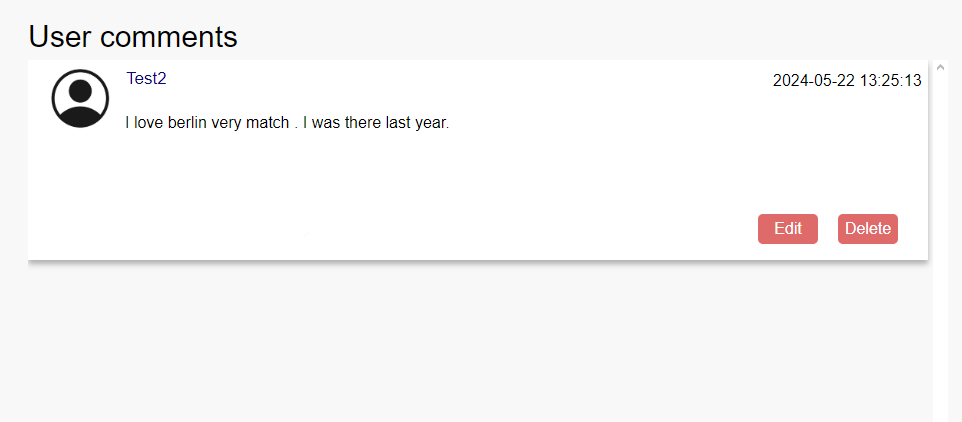 User comments
Test2
2024-05-22 13:25:13
I love berlin very match . I was there last year.
Edit
Delete